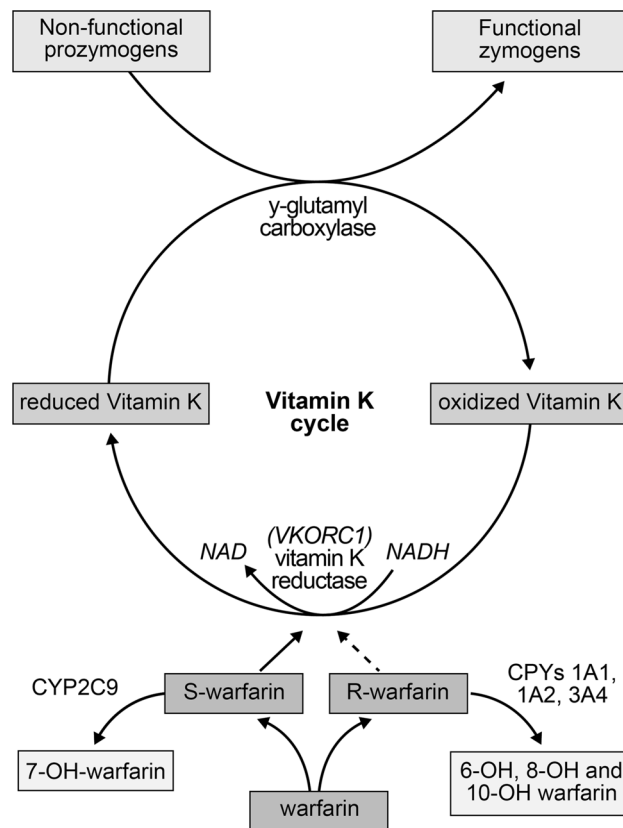 Non-functional
prozymogens
Functional
zymogens
y-glutamyl
carboxylase
reduced Vitamin K
Vitamin K
cycle
oxidized Vitamin K
NAD
(VKORC1)
vitamin K
reductase
NADH
CYP2C9
S-warfarin
R-warfarin
CPYs 1A1,
1A2, 3A4
7-OH-warfarin
warfarin
6-OH, 8-OH and
10-OH warfarin